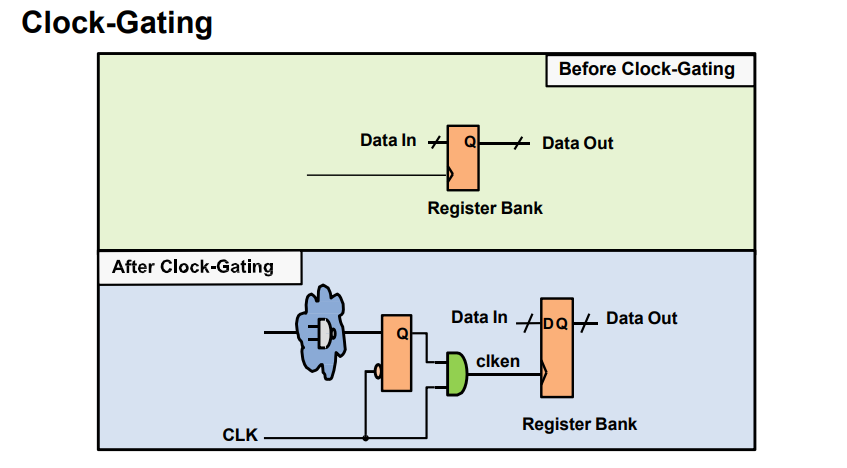 Clock-Gating
Before Clock-Gating
Data In
Q
Data Out
Register Bank
After Clock-Gating
Data In
DQ
Data Out
Q
clken
Register Bank
CLK